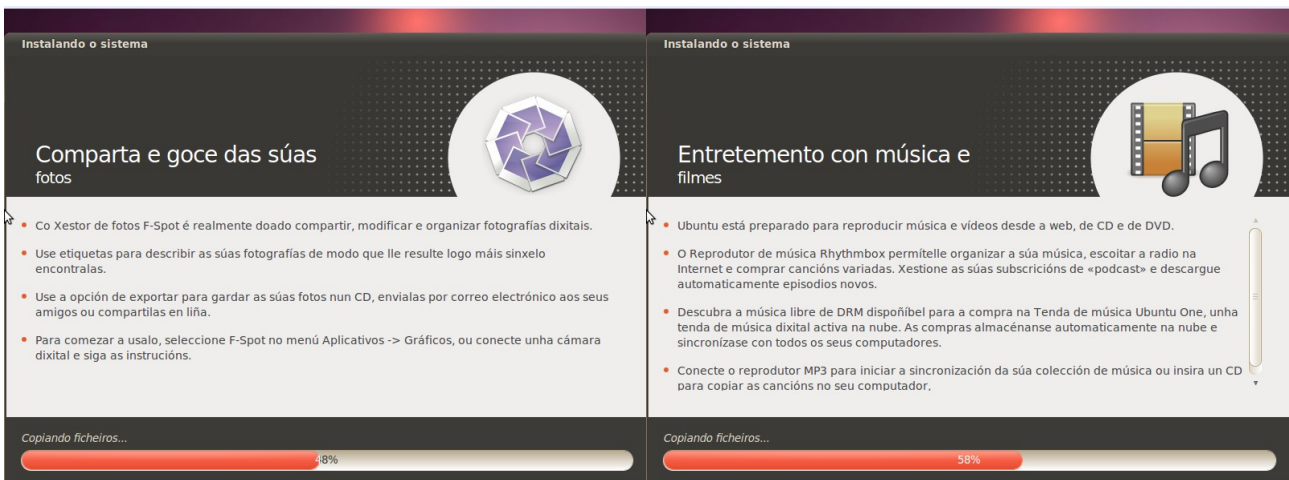 Instalando o sistema
Comparta e goce das súas
fotos
Co Xestor de fotos F-Spot é realmente doado compartir, modificar e organizar fotografías dixitais.
Use etiquetas para describir as súas fotografías de modo que lle resulte logo máis sinxelo
encontralas.
Use a opción de exportar para gardar as súas fotos nun CD, envialas por correo electrónico aos seus
amigos ou compartilas en liña.
Para comezar a usalo, seleccione F-Spot no menú Aplicativos -> Gráficos, ou conecte unha cámara
dixital e siga as instrucións.
Copiando ficheiros...
48%
Instalando o sistema
Entretemento con música e
filmes
Ubuntu está preparado para reproducir música e vídeos desde a web, de CD e de DVD.
O Reprodutor de música Rhythmbox permítelle organizar a súa música, escoitar a radio na
Internet e comprar cancións variadas. Xestione as súas subscricións de «podcast» e descargue
automaticamente episodios novos.
Descubra a música libre de DRM dispoñíbel para a compra na Tenda de música Ubuntu One, unha
tenda de música dixital activa na nube. As compras almacénanse automaticamente na nube e
sincronízase con todos os seus computadores.
Conecte o reprodutor MP3 para iniciar a sincronización da súa colección de música ou insira un CD
para copiar as cancións no seu computador,
Copiando ficheiros...
58%